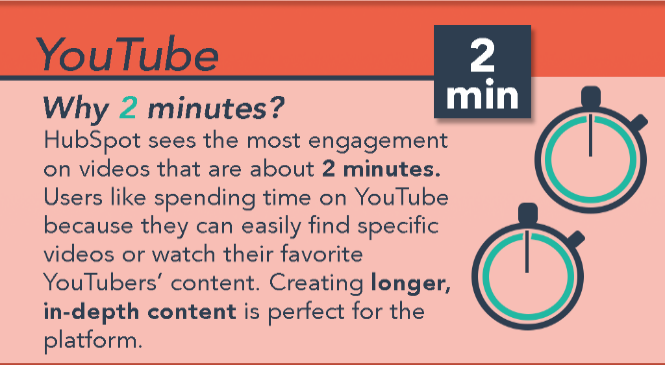 YouTube
2
min
Why 2 minutes?
HubSpot sees the most engagement
on videos that are about 2 minutes.
Users like spending time on YouTube
because they can easily find specific
videos or watch their favorite
YouTubers’ content. Creating longer,
in-depth content is perfect for the
platform.